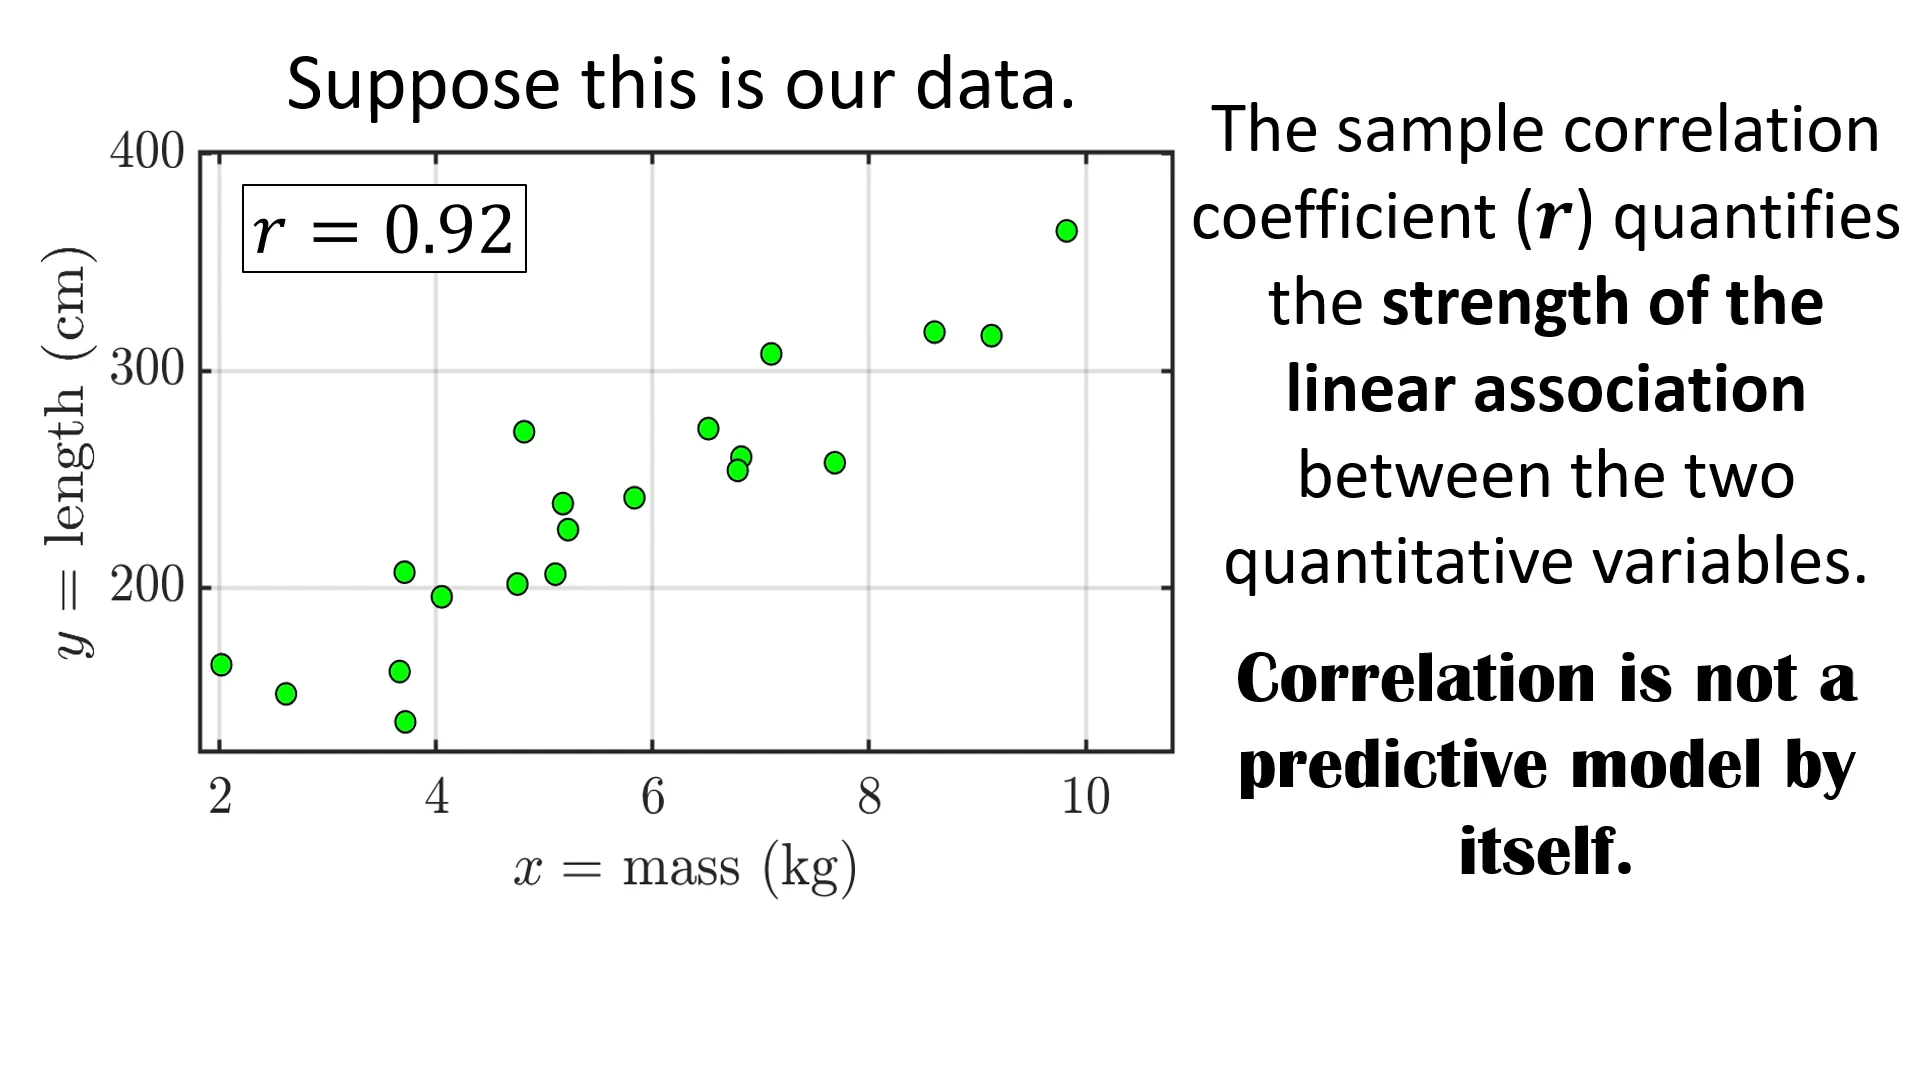 Suppose this is our data.
400
300
200
r = 0.92
y = length (cm)
2 4 6 8 10
x = mass (kg)
The sample correlation
coefficient (r) quantifies
the strength of the
linear association
between the two
quantitative variables.
Correlation is not a
predictive model by
itself.